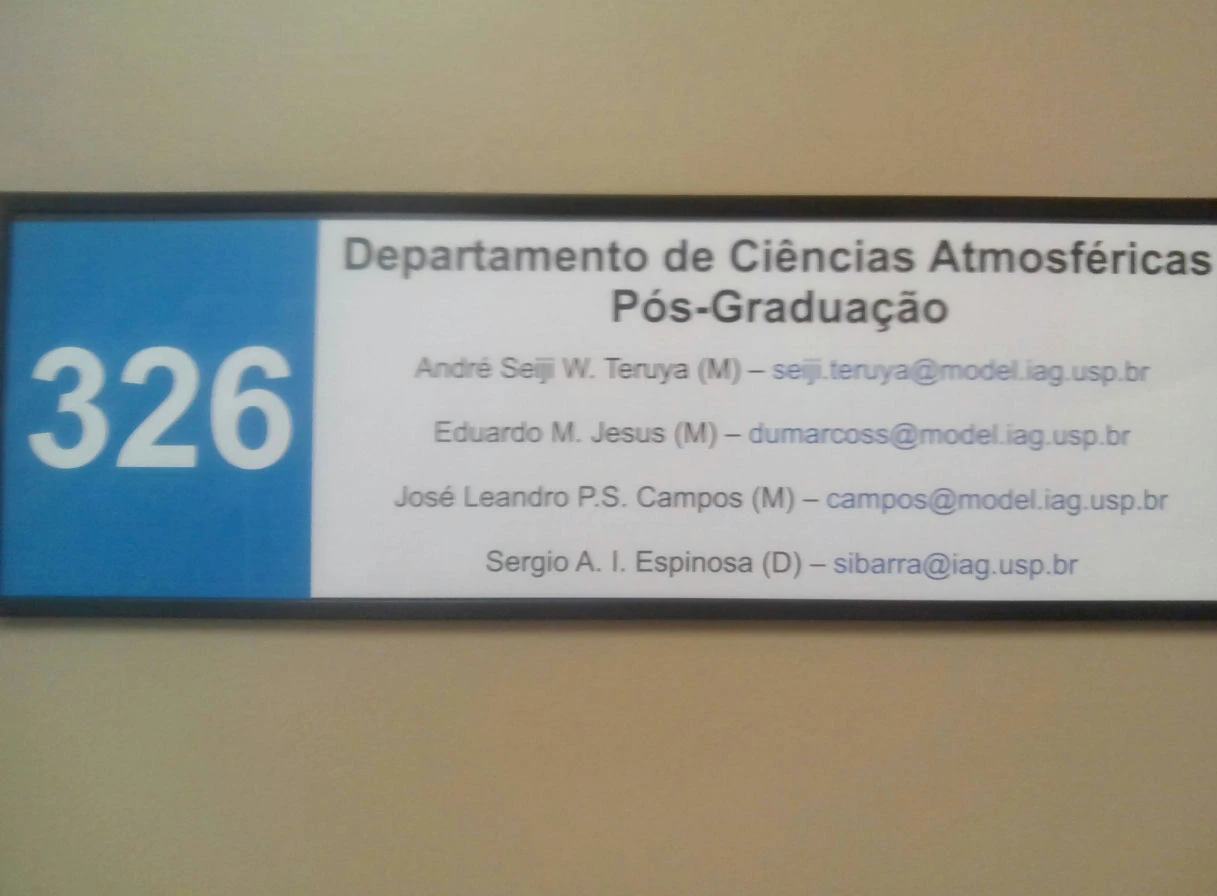 326
Departamento de Ciências Atmosféricas
Pós-Graduação
André Seiji W. Teruya (M) – seiji.teruya@model.iag.usp.br
Eduardo M. Jesus (M) – dumarcoss@model.iag.usp.br
José Leandro P.S. Campos (M) – campos@model.iag.usp.br
Sergio A. I. Espinosa (D) – sibarra@iag.usp.br